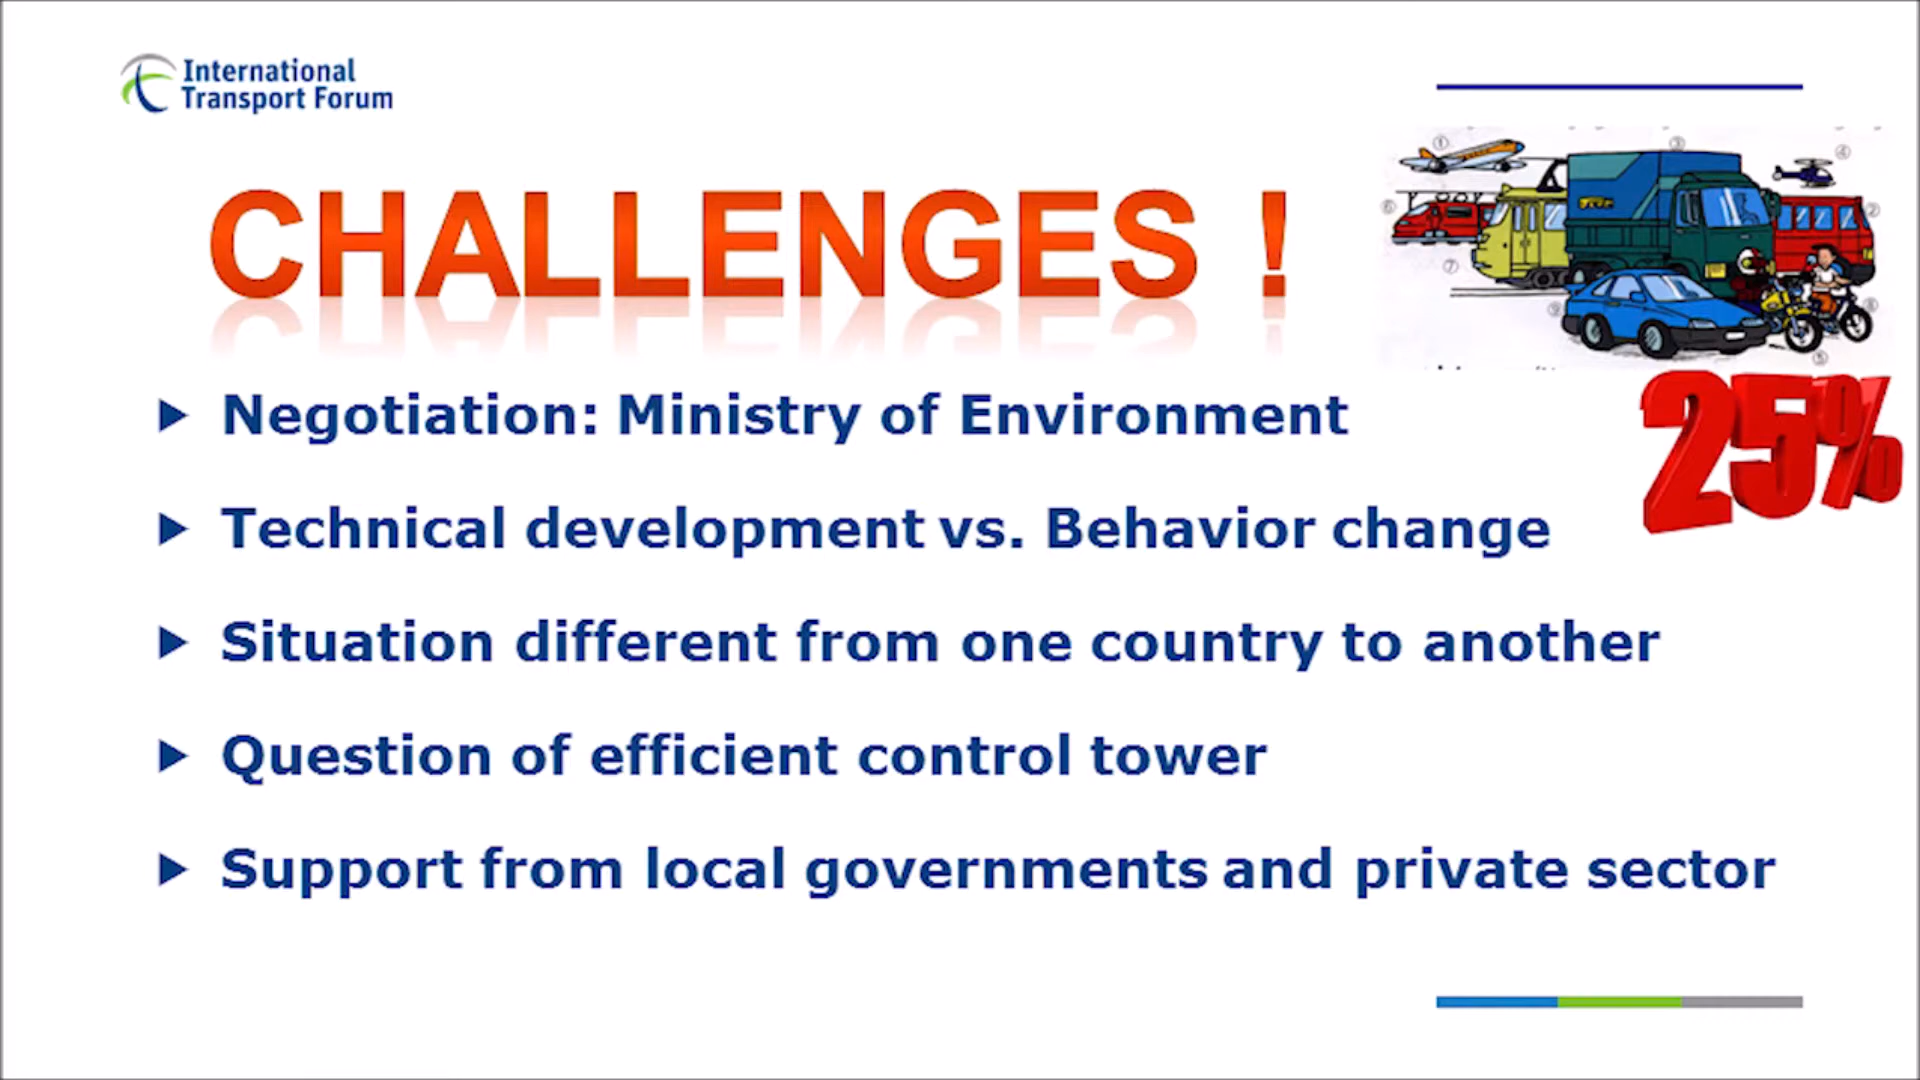 International
Transport Forum
CHALLENGES !
25%
Negotiation: Ministry of Environment
Technical development vs. Behavior change
Situation different from one country to another
Question of efficient control tower
Support from local governments and private sector